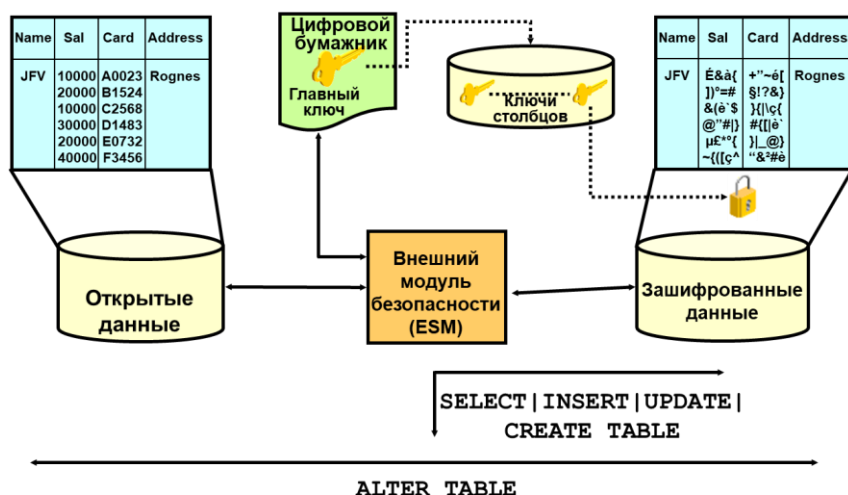 Name Sal Card Address
JFV 10000 A0023 Rognes
20000 B1524
10000 C2568
30000 D1483
20000 E0732
40000 F3456
Цифровой
бумажник
Главный
ключ
Ключи
столбцов
Name Sal Card Address
JFV É&à{ +”~é[ Rognes
])°=# §!?&}
&(è`$ }{|\ç{
@”#|} #{[|è`
µ£*°{ }|_@}
~{([ç^ “&²#è
Открытые
данные
Внешний
модуль
безопасности
(ESM)
Зашифрованные
данные
SELECT|INSERT|UPDATE|
CREATE TABLE
ALTER TABLE